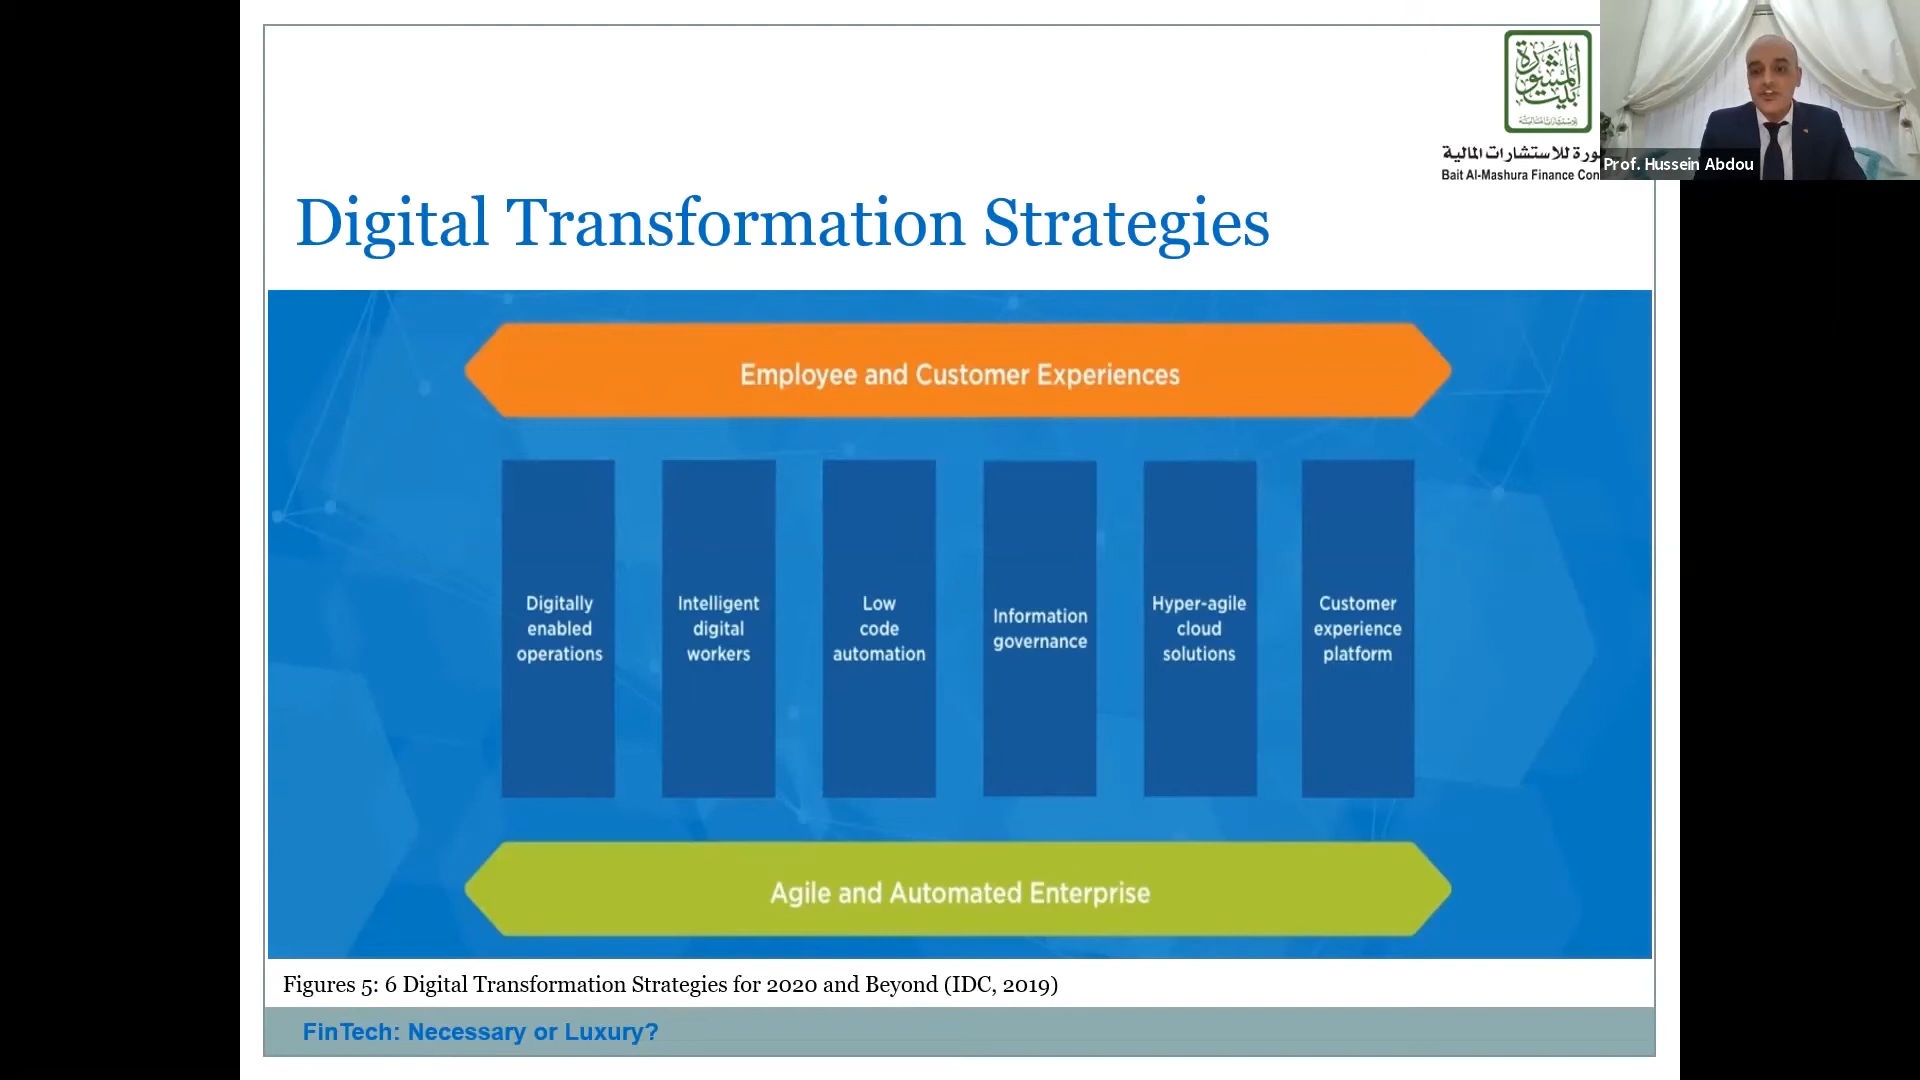 بيت المشورة
ورة للاستشارات المالية
Bait Al-Mashura Finance Con
Prof. Hussein Abdou
Digital Transformation Strategies
Employee and Customer Experiences
Digitally
enabled
operations
Intelligent
digital
workers
Low
code
automation
Information
governance
Hyper-agile
cloud
solutions
Customer
experience
platform
Agile and Automated Enterprise
Figures 5: 6 Digital Transformation Strategies for 2020 and Beyond (IDC, 2019)
FinTech: Necessary or Luxury?